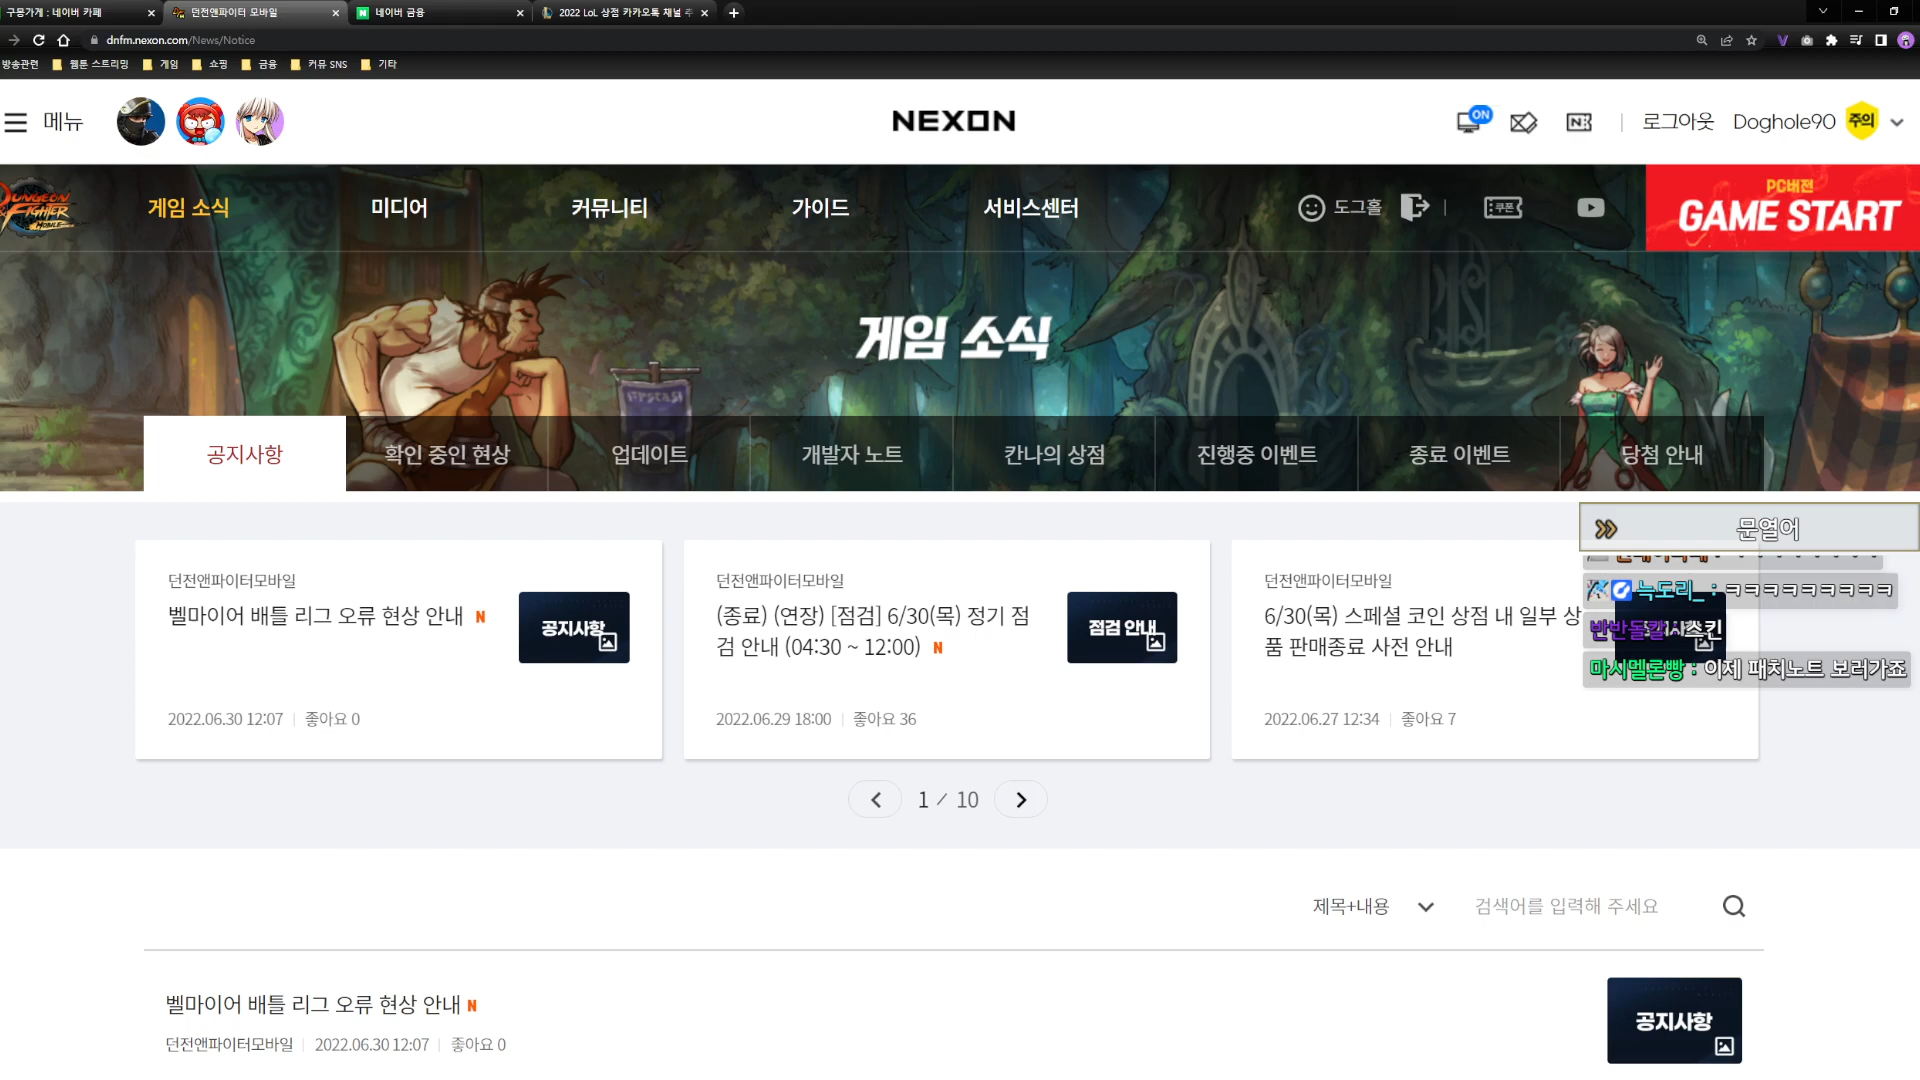 구몽가게 : 네이버 카페
던전앤파이터 모바일
네이버 금융
2022 LoL 상점 카카오톡 채널 추
dnfm.nexon.com/News/Notice
방송관련
웹툰 스트리밍
게임
쇼핑
금융
커뮤 SNS
기타
메뉴
NEXON
ON
로그아웃
Doghole90
주의
DUNGEON FIGHTER MOBILE
게임 소식
미디어
커뮤니티
가이드
서비스센터
도그홀
쿠폰
PC버전
GAME START
게임 소식
공지사항
확인 중인 현상
업데이트
개발자 노트
칸나의 상점
진행중 이벤트
종료 이벤트
당첨 안내
문열어
늑도리_ : ㅋㅋㅋㅋㅋㅋㅋㅋㅋ
반반돌칼
스킨
마시멜론빵 : 이제 패치노트 보러가죠
던전앤파이터모바일
벨마이어 배틀 리그 오류 현상 안내 N
공지사항
2022.06.30 12:07 | 좋아요 0
던전앤파이터모바일
(종료) (연장) [점검] 6/30(목) 정기 점
검 안내 (04:30 ~ 12:00) N
점검 안내
2022.06.29 18:00 | 좋아요 36
던전앤파이터모바일
6/30(목) 스페셜 코인 상점 내 일부 상
품 판매종료 사전 안내
2022.06.27 12:34 | 좋아요 7
1 / 10
제목+내용
검색어를 입력해 주세요
벨마이어 배틀 리그 오류 현상 안내 N
던전앤파이터모바일 | 2022.06.30 12:07 | 좋아요 0
공지사항